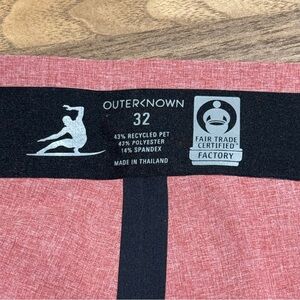 OUTERKNOWN
32
43% RECYCLED PET
43% POLYESTER
14% SPANDEX
MADE IN THAILAND
FAIR TRADE
CERTIFIED
FACTORY